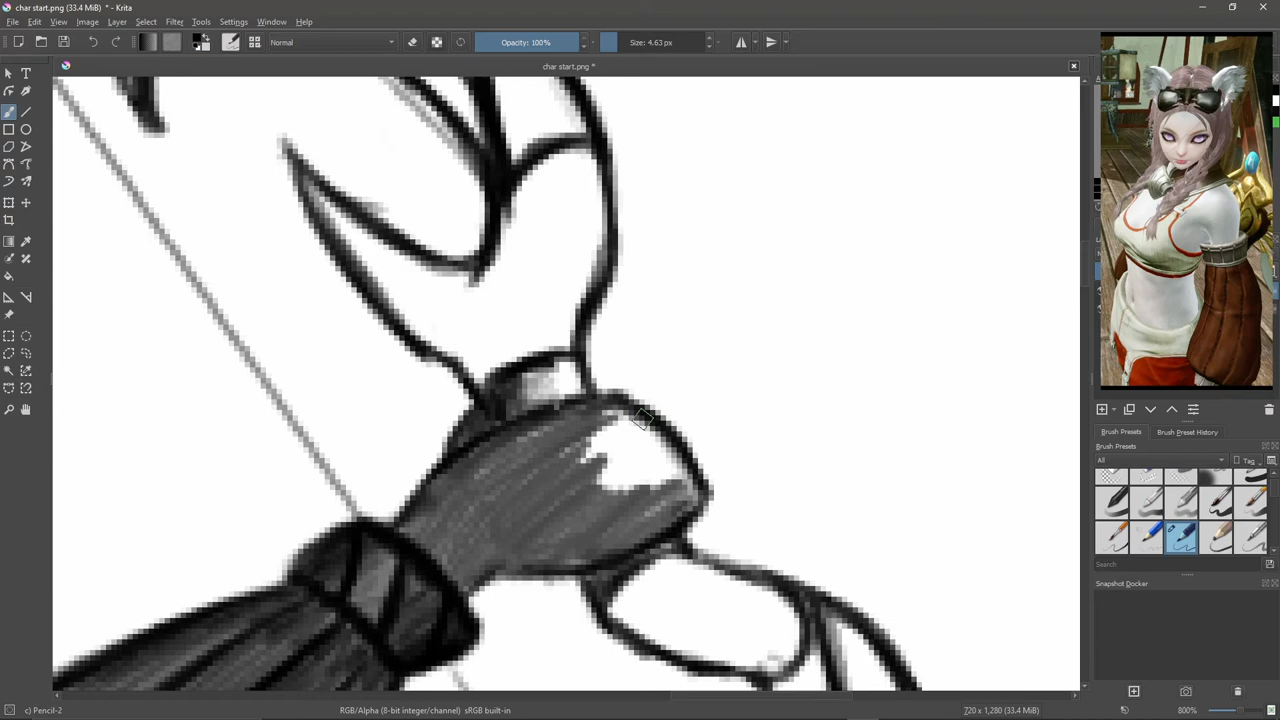 char start.png (33.4 MiB) * - Krita
File Edit View Image Layer Select Filter Tools Settings Window Help
Normal
Opacity: 100%
Size: 4.63 px
char start.png *
Brush Presets
Brush Preset History
Brush Presets
All
Tag
Search
Snapshot Docker
c) Pencil-2
RGB/Alpha (8-bit integer/channel) sRGB built-in
720 x 1,280 (33.4 MiB)
800%